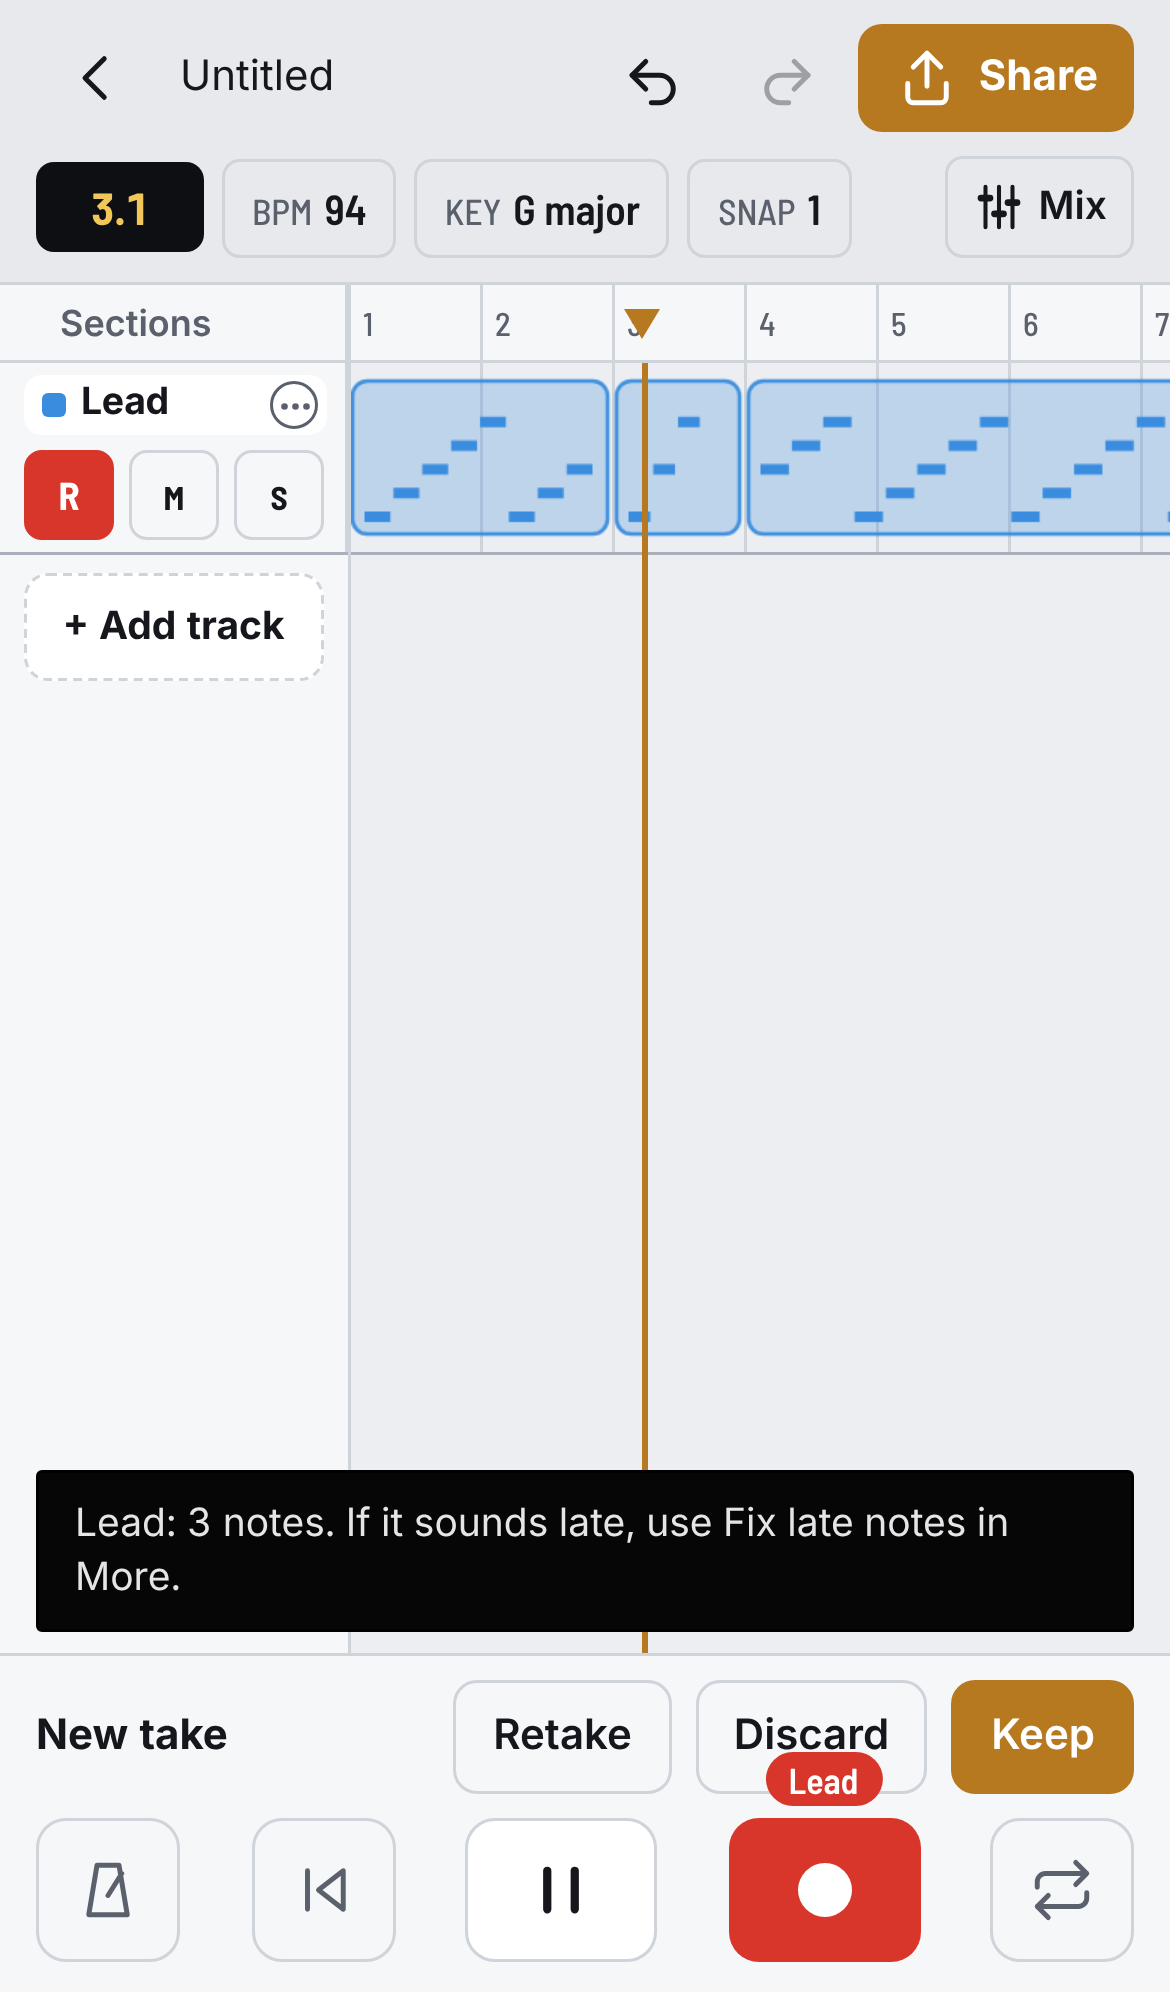 Untitled
Share
3.1
BPM 94
KEY G major
SNAP 1
Mix
Sections
1 2 3 4 5 6 7
Lead
R M S
+ Add track
Lead: 3 notes. If it sounds late, use Fix late notes in
More.
New take
Retake
Discard
Keep
Lead